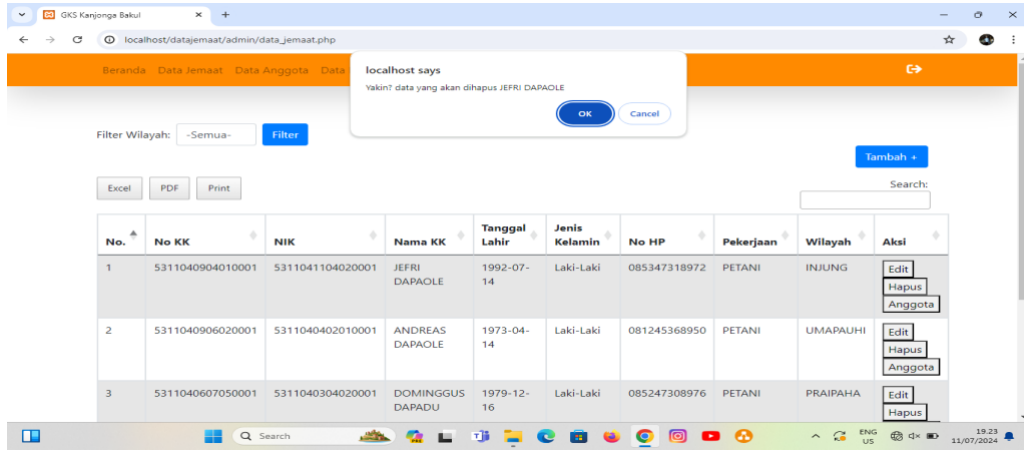 GKS Kanjonga Bakul
localhost/datajemaat/admin/data_jemaat.php
Beranda Data Jemaat Data Anggota Data
localhost says
Yakin? data yang akan dihapus JEFRI DAPAOLE
OK Cancel
Filter Wilayah: -Semua- Filter
Tambah +
Excel PDF Print
Search:
No. No KK NIK Nama KK Tanggal Lahir Jenis Kelamin No HP Pekerjaan Wilayah Aksi
1 5311040904010001 5311041104020001 JEFRI DAPAOLE 1992-07-14 Laki-Laki 085347318972 PETANI INJUNG Edit Hapus Anggota
2 5311040906020001 5311040402010001 ANDREAS DAPAOLE 1973-04-14 Laki-Laki 081245368950 PETANI UMAPAUHI Edit Hapus Anggota
3 5311040607050001 5311040304020001 DOMINGGUS DAPADU 1979-12-16 Laki-Laki 085247308976 PETANI PRAIPAHA Edit Hapus
Search
ENG US
19.23
11/07/2024